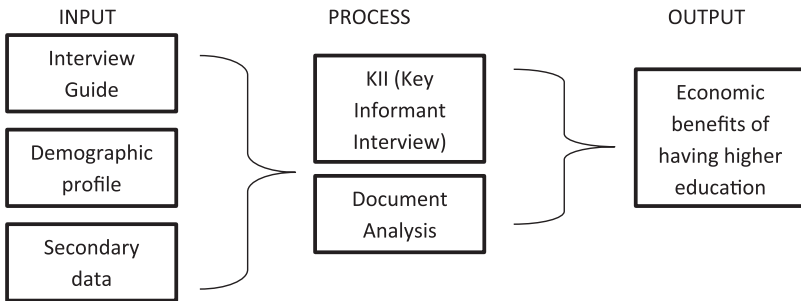 INPUT
PROCESS
OUTPUT
Interview
Guide
Demographic
profile
Secondary
data
KII (Key
Informant
Interview)
Document
Analysis
Economic
benefits of
having higher
education